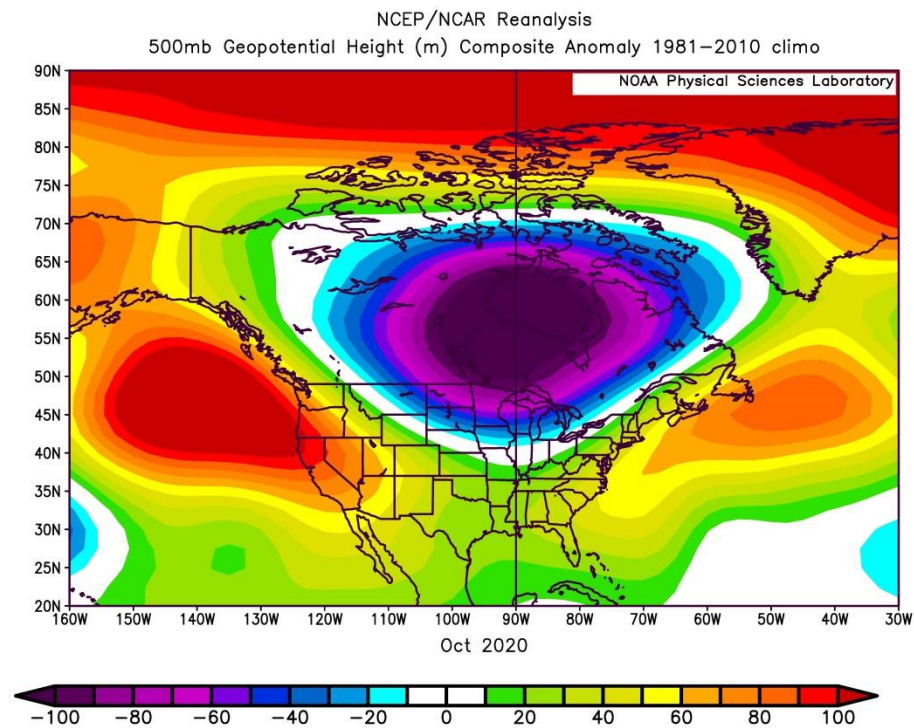 NCEP/NCAR Reanalysis
500mb Geopotential Height (m) Composite Anomaly 1981−2010 climo
NOAA Physical Sciences Laboratory
90N
85N
80N
75N
70N
65N
60N
55N
50N
45N
40N
35N
30N
25N
20N
160W 150W 140W 130W 120W 110W 100W 90W 80W 70W 60W 50W 40W 30W
Oct 2020
−100 −80 −60 −40 −20 0 20 40 60 80 100